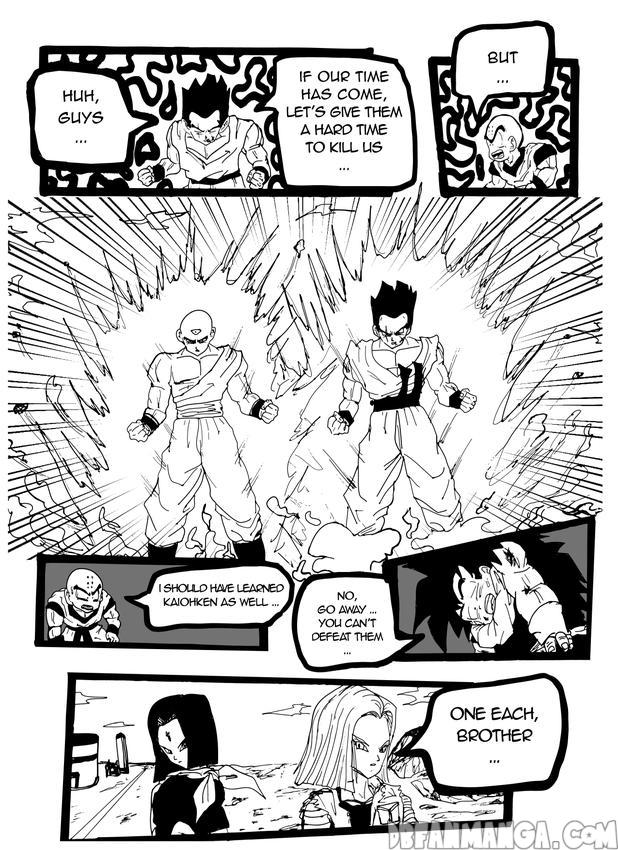 HUH,
GUYS
...
IF OUR TIME
HAS COME,
LET'S GIVE THEM
A HARD TIME
TO KILL US
...
BUT
...
I SHOULD HAVE LEARNED
KAIOHKEN AS WELL ...
NO,
GO AWAY ...
YOU CAN'T
DEFEAT THEM
...
ONE EACH,
BROTHER
...
DBFANMANGA.COM